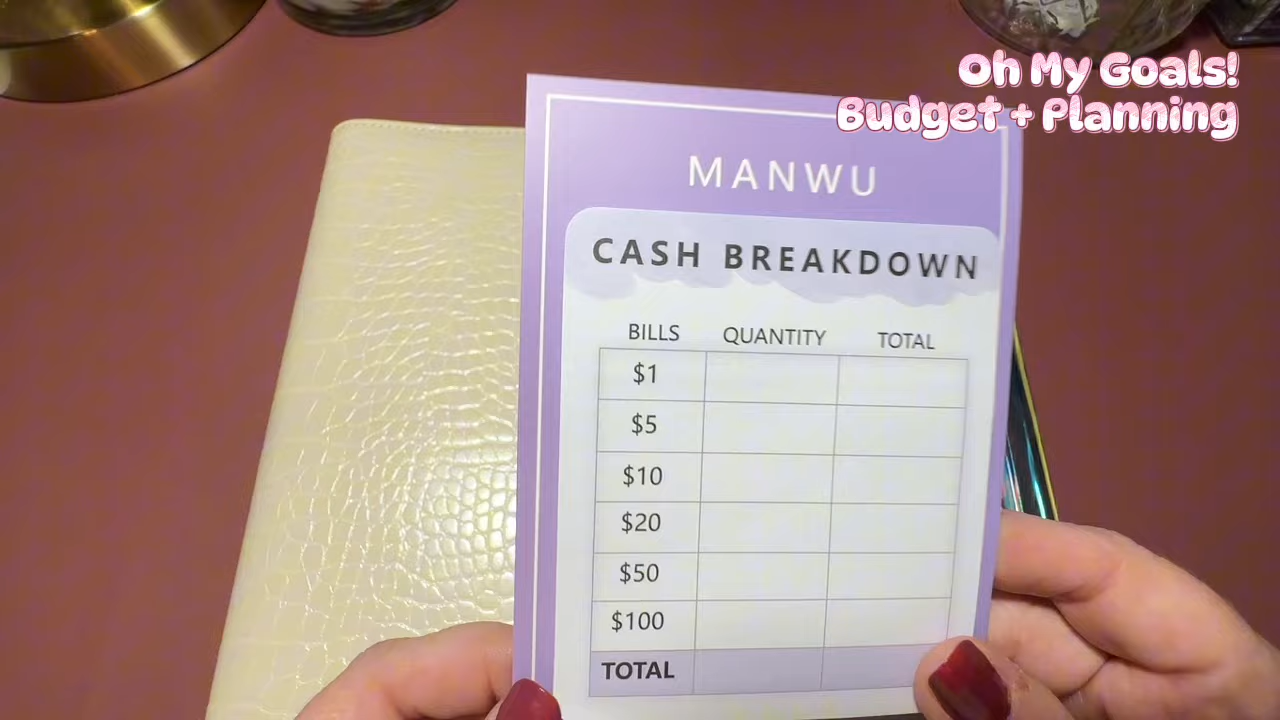 Oh My Goals!
Budget + Planning
MANWU
CASH BREAKDOWN
BILLS QUANTITY TOTAL
$1
$5
$10
$20
$50
$100
TOTAL